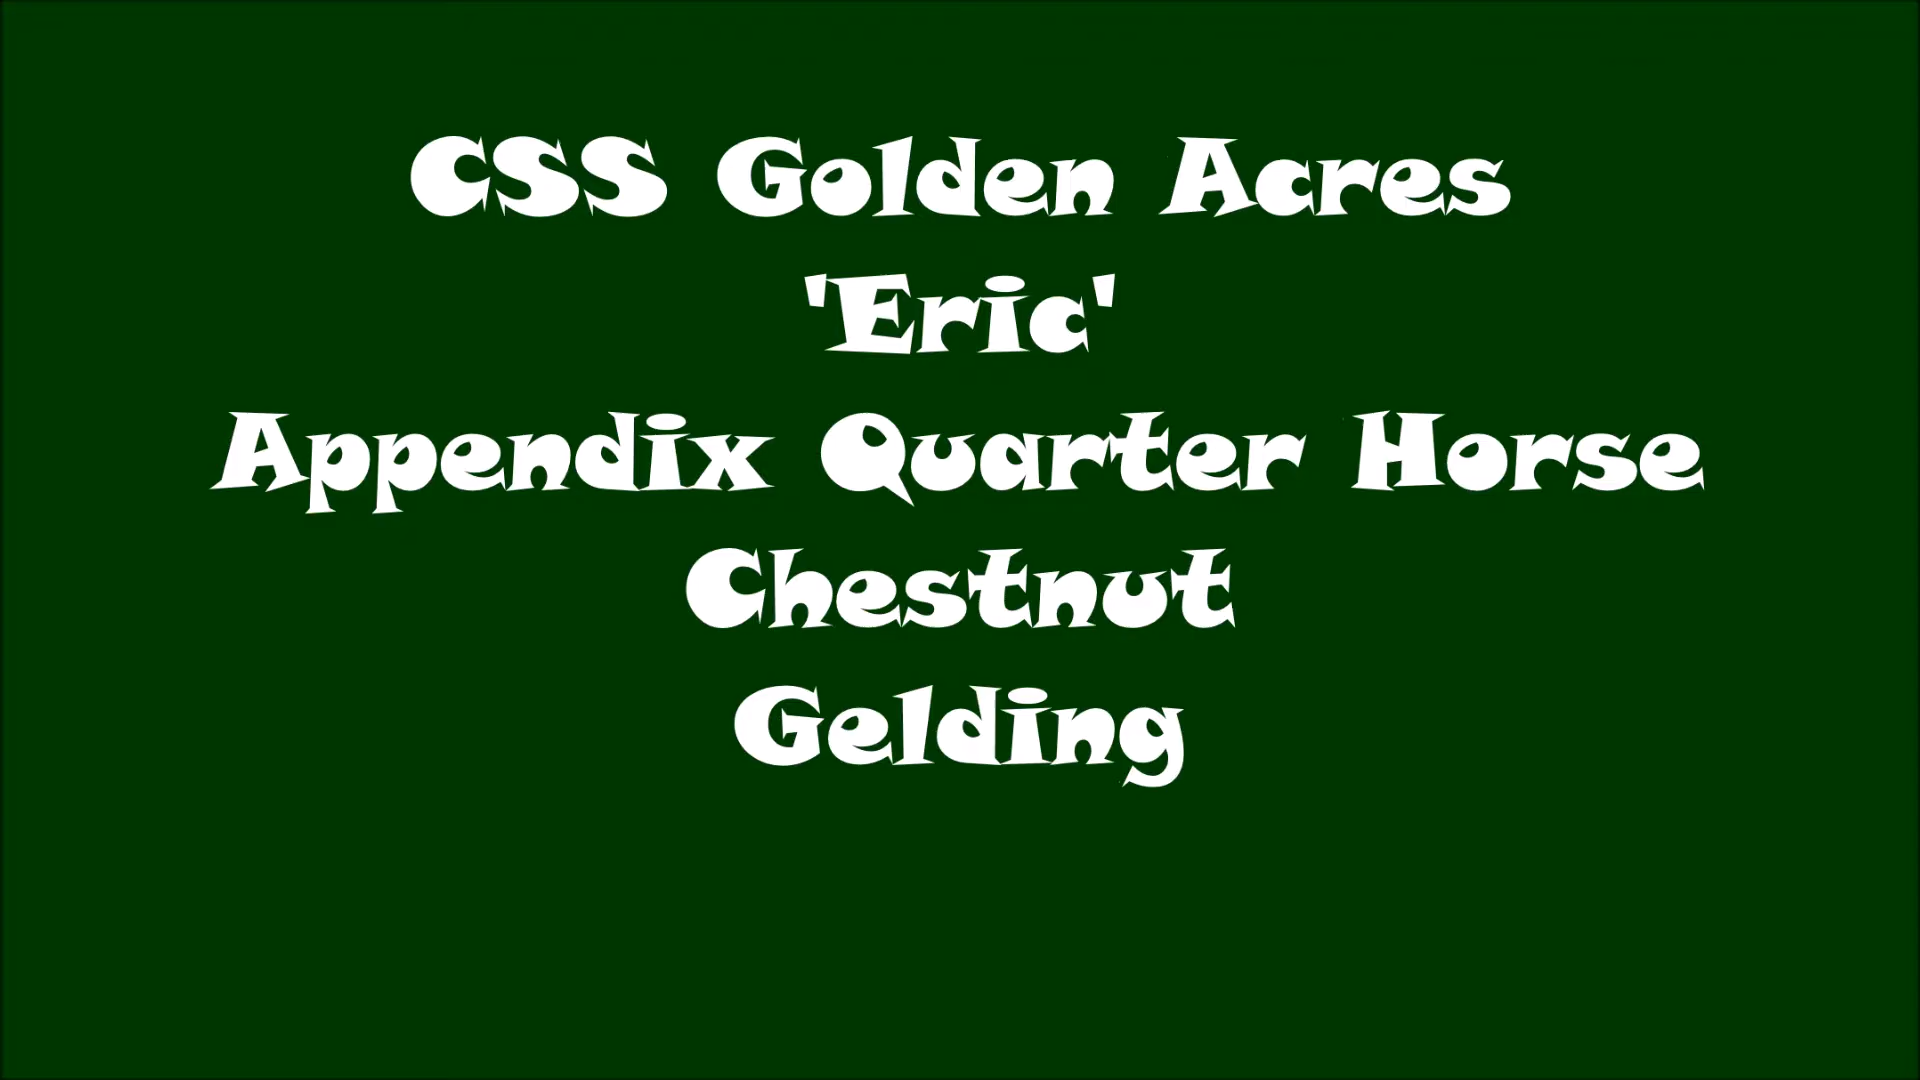 CSS Golden Acres
'Eric'
Appendix Quarter Horse
Chestnut
Gelding